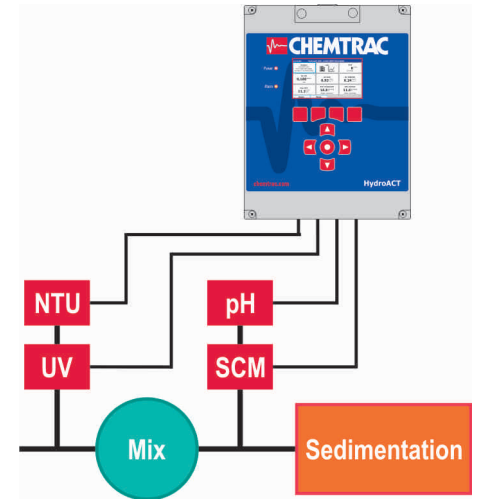 CHEMTRAC
Power
Alarm
chemtrac.com
HydroACT
NTU
pH
UV
SCM
Mix
Sedimentation